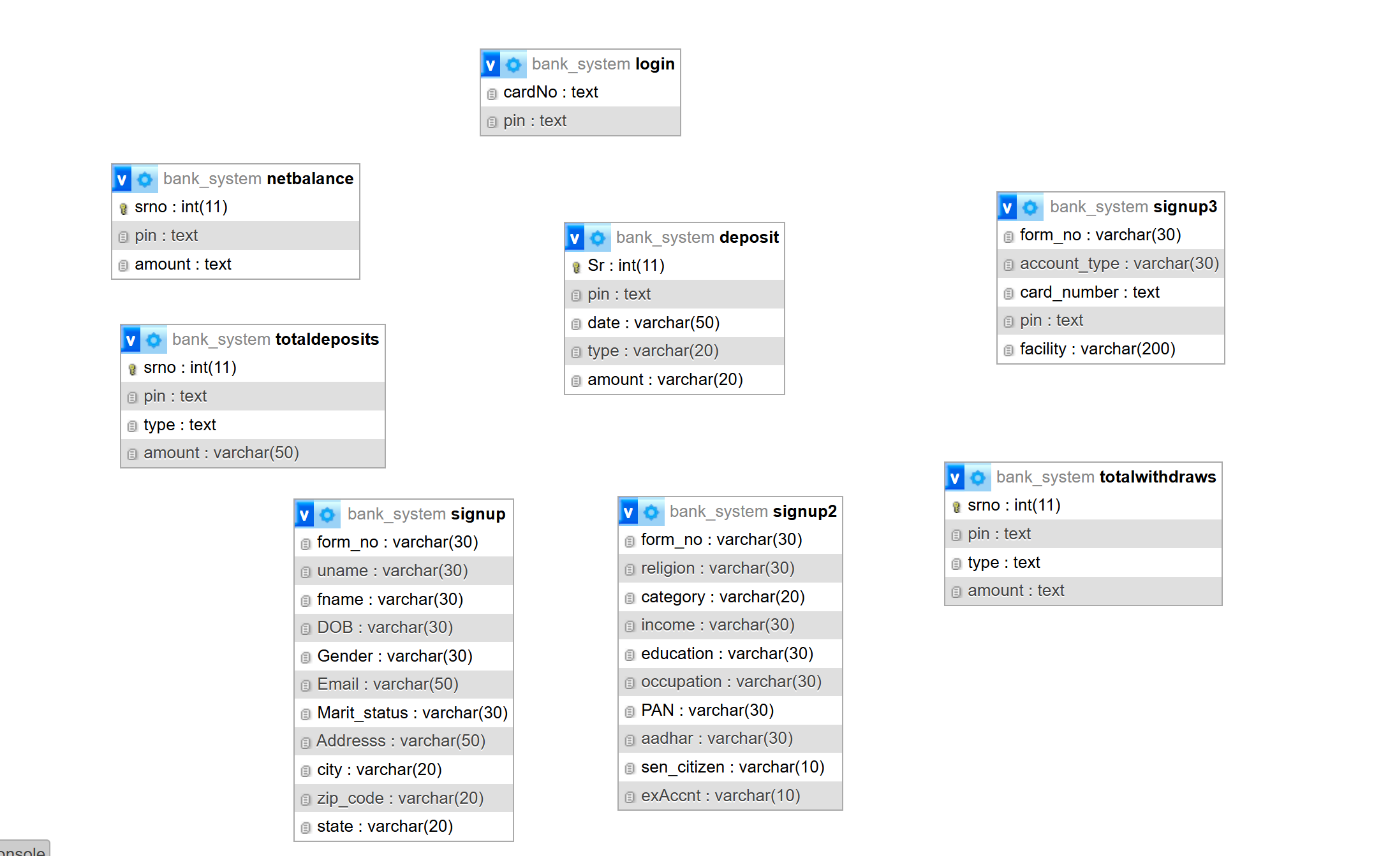 v bank_system login
cardNo : text
pin : text
v bank_system netbalance
srno : int(11)
pin : text
amount : text
v bank_system signup3
form_no : varchar(30)
account_type : varchar(30)
card_number : text
pin : text
facility : varchar(200)
v bank_system deposit
Sr : int(11)
pin : text
date : varchar(50)
type : varchar(20)
amount : varchar(20)
v bank_system totaldeposits
srno : int(11)
pin : text
type : text
amount : varchar(50)
v bank_system totalwithdraws
srno : int(11)
pin : text
type : text
amount : text
v bank_system signup
form_no : varchar(30)
uname : varchar(30)
fname : varchar(30)
DOB : varchar(30)
Gender : varchar(30)
Email : varchar(50)
Marit_status : varchar(30)
Addresss : varchar(50)
city : varchar(20)
zip_code : varchar(20)
state : varchar(20)
v bank_system signup2
form_no : varchar(30)
religion : varchar(30)
category : varchar(20)
income : varchar(30)
education : varchar(30)
occupation : varchar(30)
PAN : varchar(30)
aadhar : varchar(30)
sen_citizen : varchar(10)
exAccnt : varchar(10)
onsole